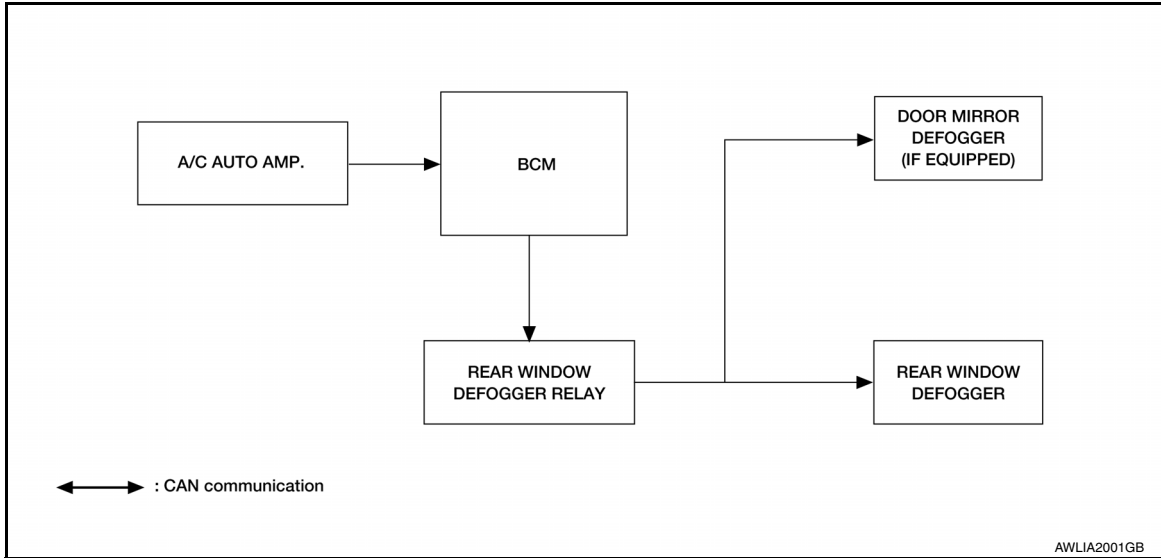 A/C AUTO AMP.
BCM
DOOR MIRROR
DEFOGGER
(IF EQUIPPED)
REAR WINDOW
DEFOGGER RELAY
REAR WINDOW
DEFOGGER
: CAN communication
AWLIA2001GB